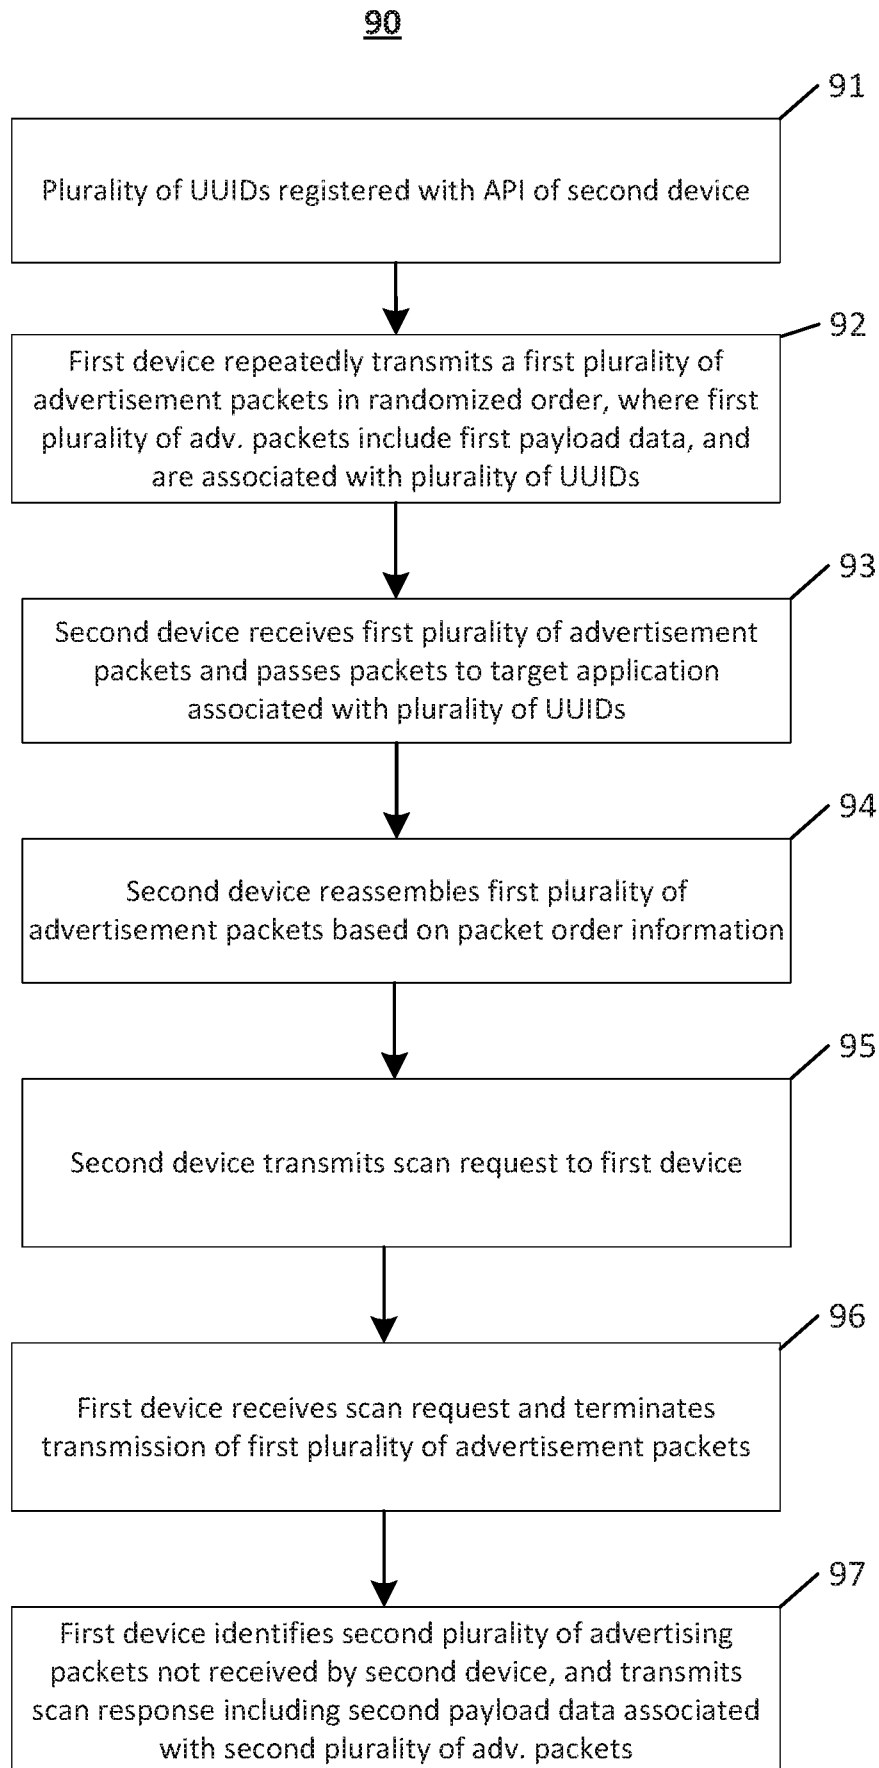 90
91
Plurality of UUIDs registered with API of second device
92
First device repeatedly transmits a first plurality of
advertisement packets in randomized order, where first
plurality of adv. packets include first payload data, and
are associated with plurality of UUIDs
93
Second device receives first plurality of advertisement
packets and passes packets to target application
associated with plurality of UUIDs
94
Second device reassembles first plurality of
advertisement packets based on packet order information
95
Second device transmits scan request to first device
96
First device receives scan request and terminates
transmission of first plurality of advertisement packets
97
First device identifies second plurality of advertising
packets not received by second device, and transmits
scan response including second payload data associated
with second plurality of adv. packets